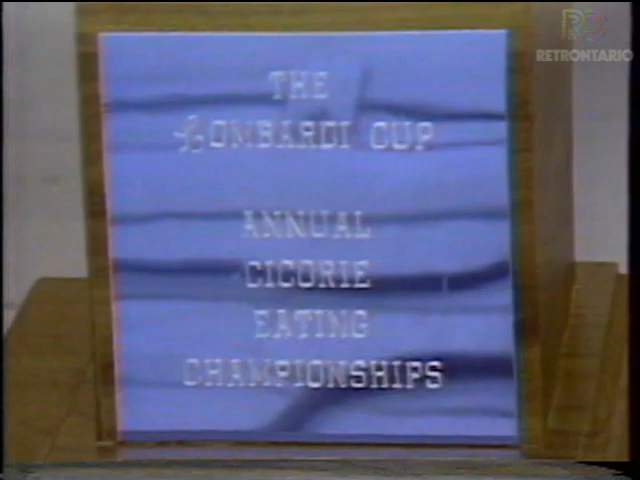 RETRONTARIO
THE
LOMBARDI CUP
ANNUAL
CICORIE
EATING
CHAMPIONSHIPS